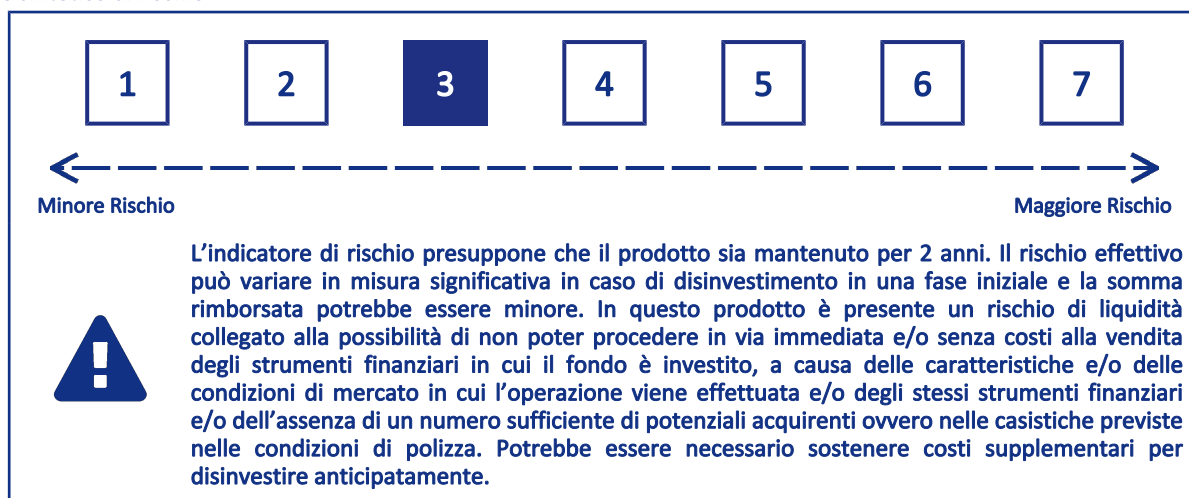 1 2 3 4 5 6 7
Minore Rischio Maggiore Rischio
L’indicatore di rischio presuppone che il prodotto sia mantenuto per 2 anni. Il rischio effettivo
può variare in misura significativa in caso di disinvestimento in una fase iniziale e la somma
rimborsata potrebbe essere minore. In questo prodotto è presente un rischio di liquidità
collegato alla possibilità di non poter procedere in via immediata e/o senza costi alla vendita
degli strumenti finanziari in cui il fondo è investito, a causa delle caratteristiche e/o delle
condizioni di mercato in cui l’operazione viene effettuata e/o degli stessi strumenti finanziari
e/o dell’assenza di un numero sufficiente di potenziali acquirenti ovvero nelle casistiche previste
nelle condizioni di polizza. Potrebbe essere necessario sostenere costi supplementari per
disinvestire anticipatamente.